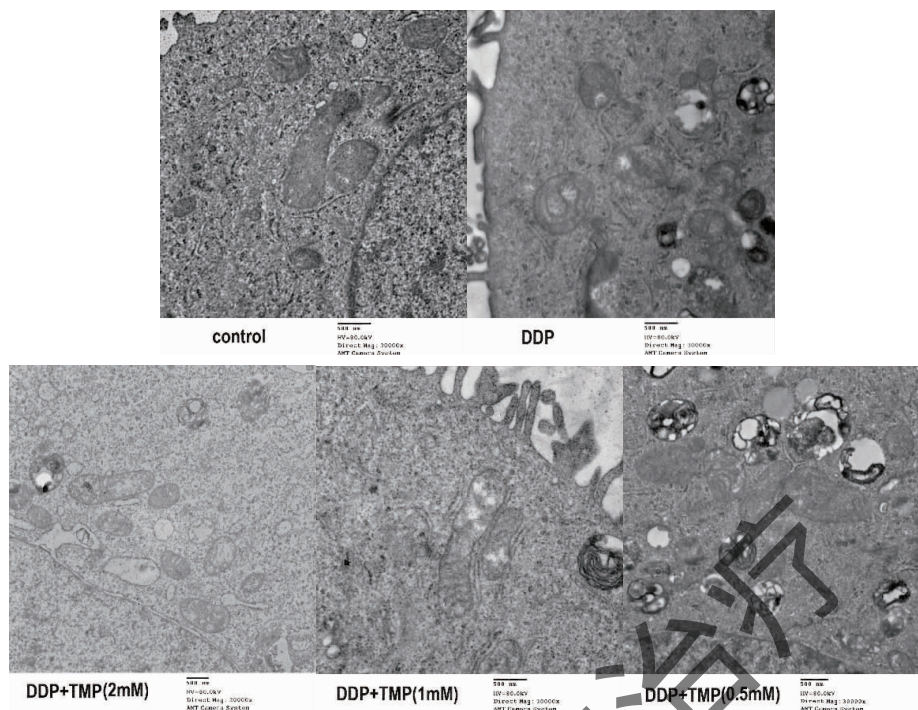 control
500 nm
HV=80.0kV
Direct Mag: 30000x
AMT Camera System
DDP
500 nm
HV=80.0kV
Direct Mag: 30000x
AMT Camera System
DDP+TMP(2mM)
500 nm
HV=80.0kV
Direct Mag: 30000x
AMT Camera System
DDP+TMP(1mM)
500 nm
HV=80.0kV
Direct Mag: 30000x
AMT Camera System
DDP+TMP(0.5mM)
500 nm
HV=80.0kV
Direct Mag: 30000x
AMT Camera System
治疗